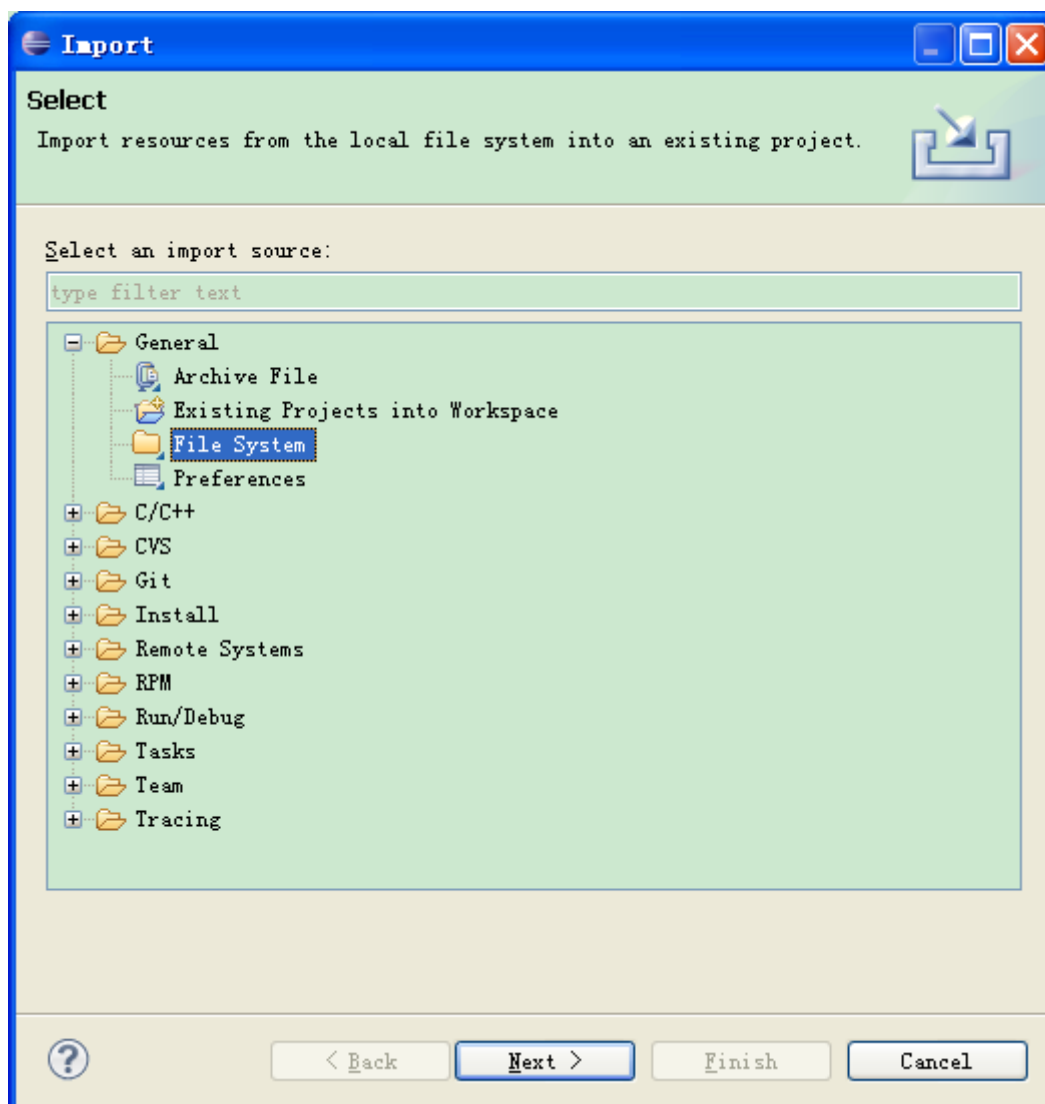 Import
Select
Import resources from the local file system into an existing project.
Select an import source:
type filter text
General
Archive File
Existing Projects into Workspace
File System
Preferences
C/C++
CVS
Git
Install
Remote Systems
RPM
Run/Debug
Tasks
Team
Tracing
? < Back Next > Finish Cancel